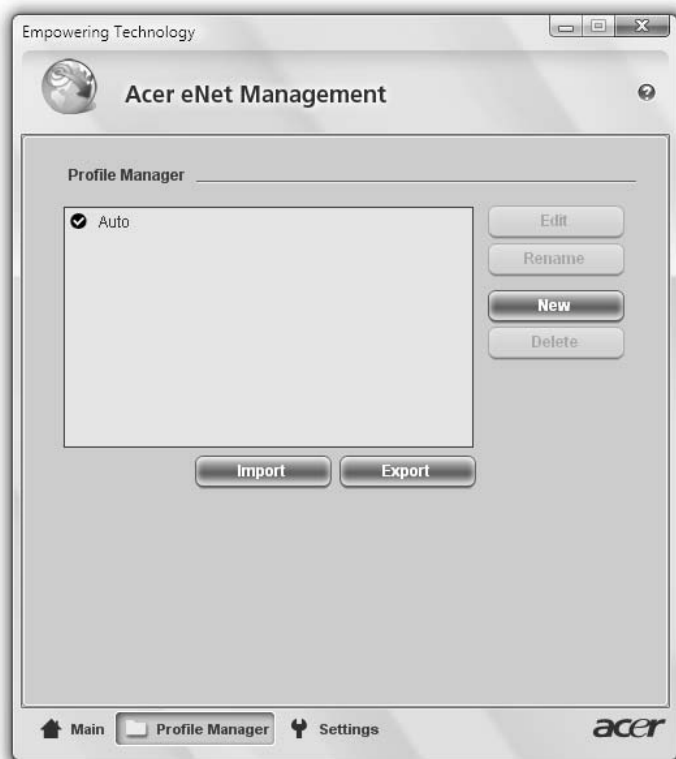 Empowering Technology
Acer eNet Management
Profile Manager
Auto
Edit
Rename
New
Delete
Import
Export
Main
Profile Manager
Settings
acer